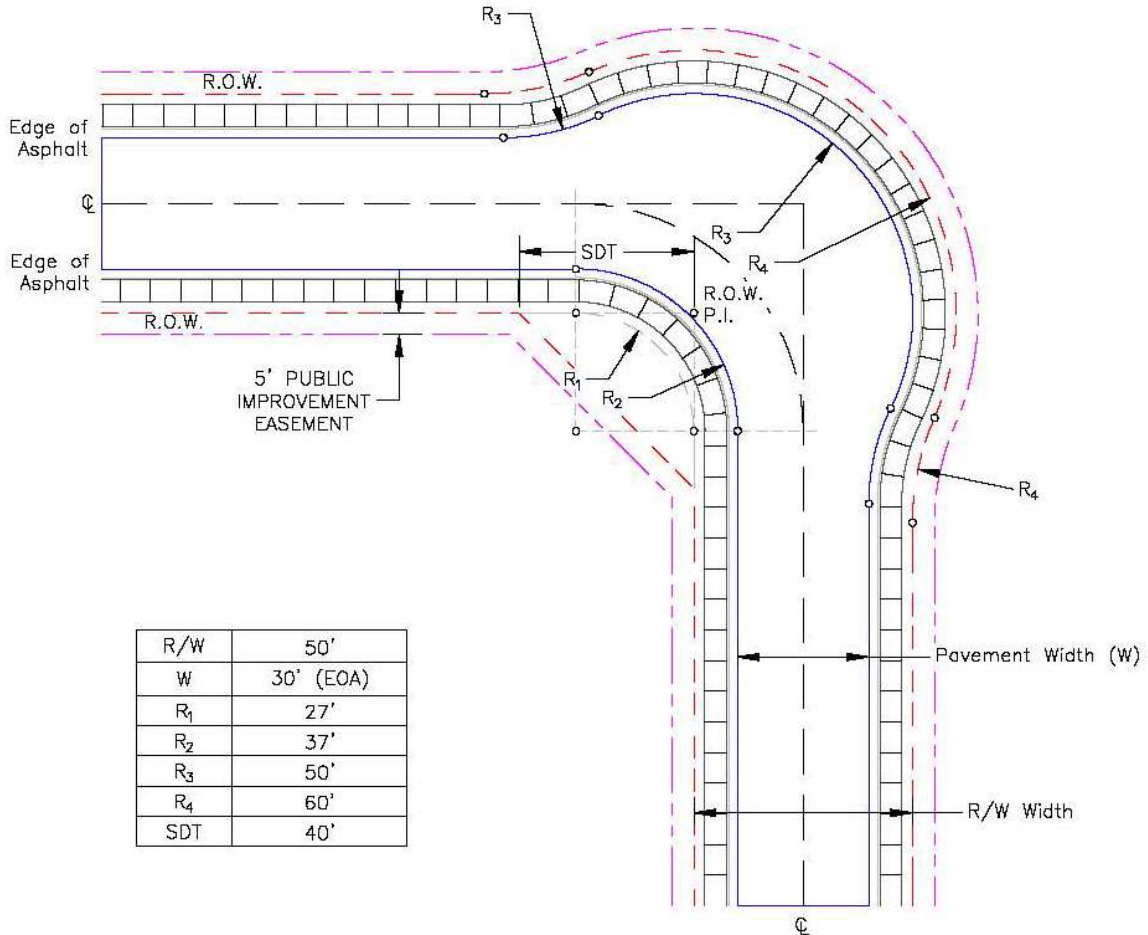 R₃
R.O.W.
Edge of
Asphalt
℄
R₃
R₄
SDT
Edge of
Asphalt
R.O.W.
P.I.
R.O.W.
R₁
R₂
5' PUBLIC
IMPROVEMENT
EASEMENT
R₄
R/W 50'
W 30' (EOA)
R₁ 27'
R₂ 37'
R₃ 50'
R₄ 60'
SDT 40'
Pavement Width (W)
R/W Width
℄